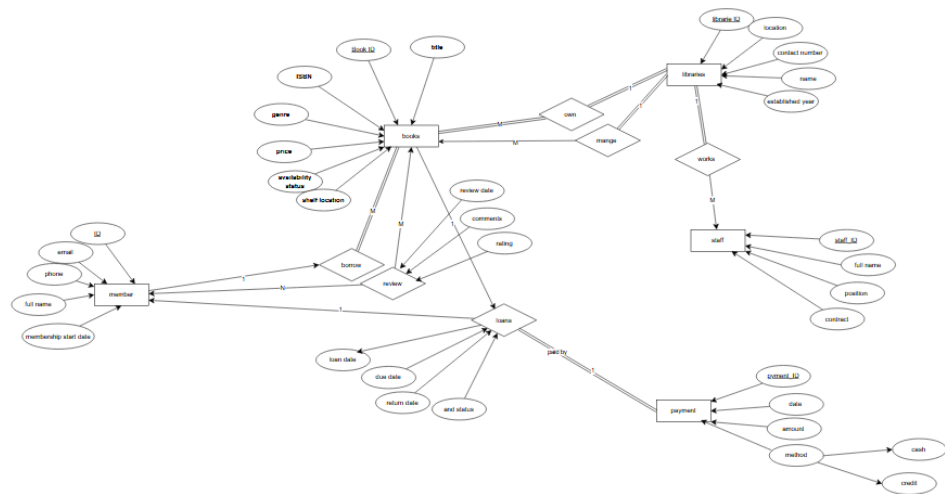 librarie ID
location
Book ID
title
contact number
ISBN
libraries
name
1
established year
genre
own
1
1
M
books
M
mange
price
works
availability
status
review date
shelf location
M
M
M
1
comments
ID
email
rating
staff
staff_ID
phone
borrow
full name
1
review
full name
member
N
position
contract
membership start date
1
loans
loan date
paid by
due date
1
pyment_ID
return date
and status
payment
date
amount
method
cash
credit